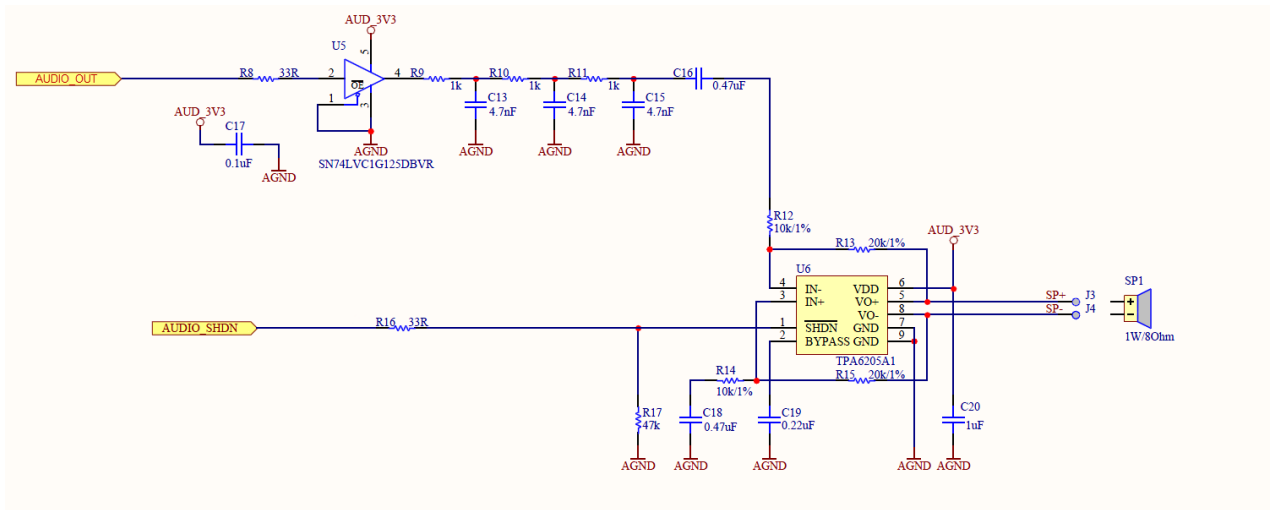 AUD_3V3
U5
5
AUDIO_OUT
R8 33R 2 OE 4 R9 1k R10 1k R11 1k C16 0.47uF
1
3
C13
4.7nF
C14
4.7nF
C15
4.7nF
AUD_3V3
C17
0.1uF
AGND
AGND
SN74LVC1G125DBVR
AGND
AGND
AGND
R12
10k/1%
R13 20k/1%
AUD_3V3
U6
4 IN- VDD 6
3 IN+ VO+ 5
VO- 8
1 SHDN GND 7
2 BYPASS GND 9
TPA6205A1
SP+ J3
SP- J4
SP1
+
−
1W/8Ohm
AUDIO_SHDN
R16 33R
R14
10k/1%
R15 20k/1%
R17
47k
C18
0.47uF
C19
0.22uF
C20
1uF
AGND
AGND
AGND
AGND
AGND